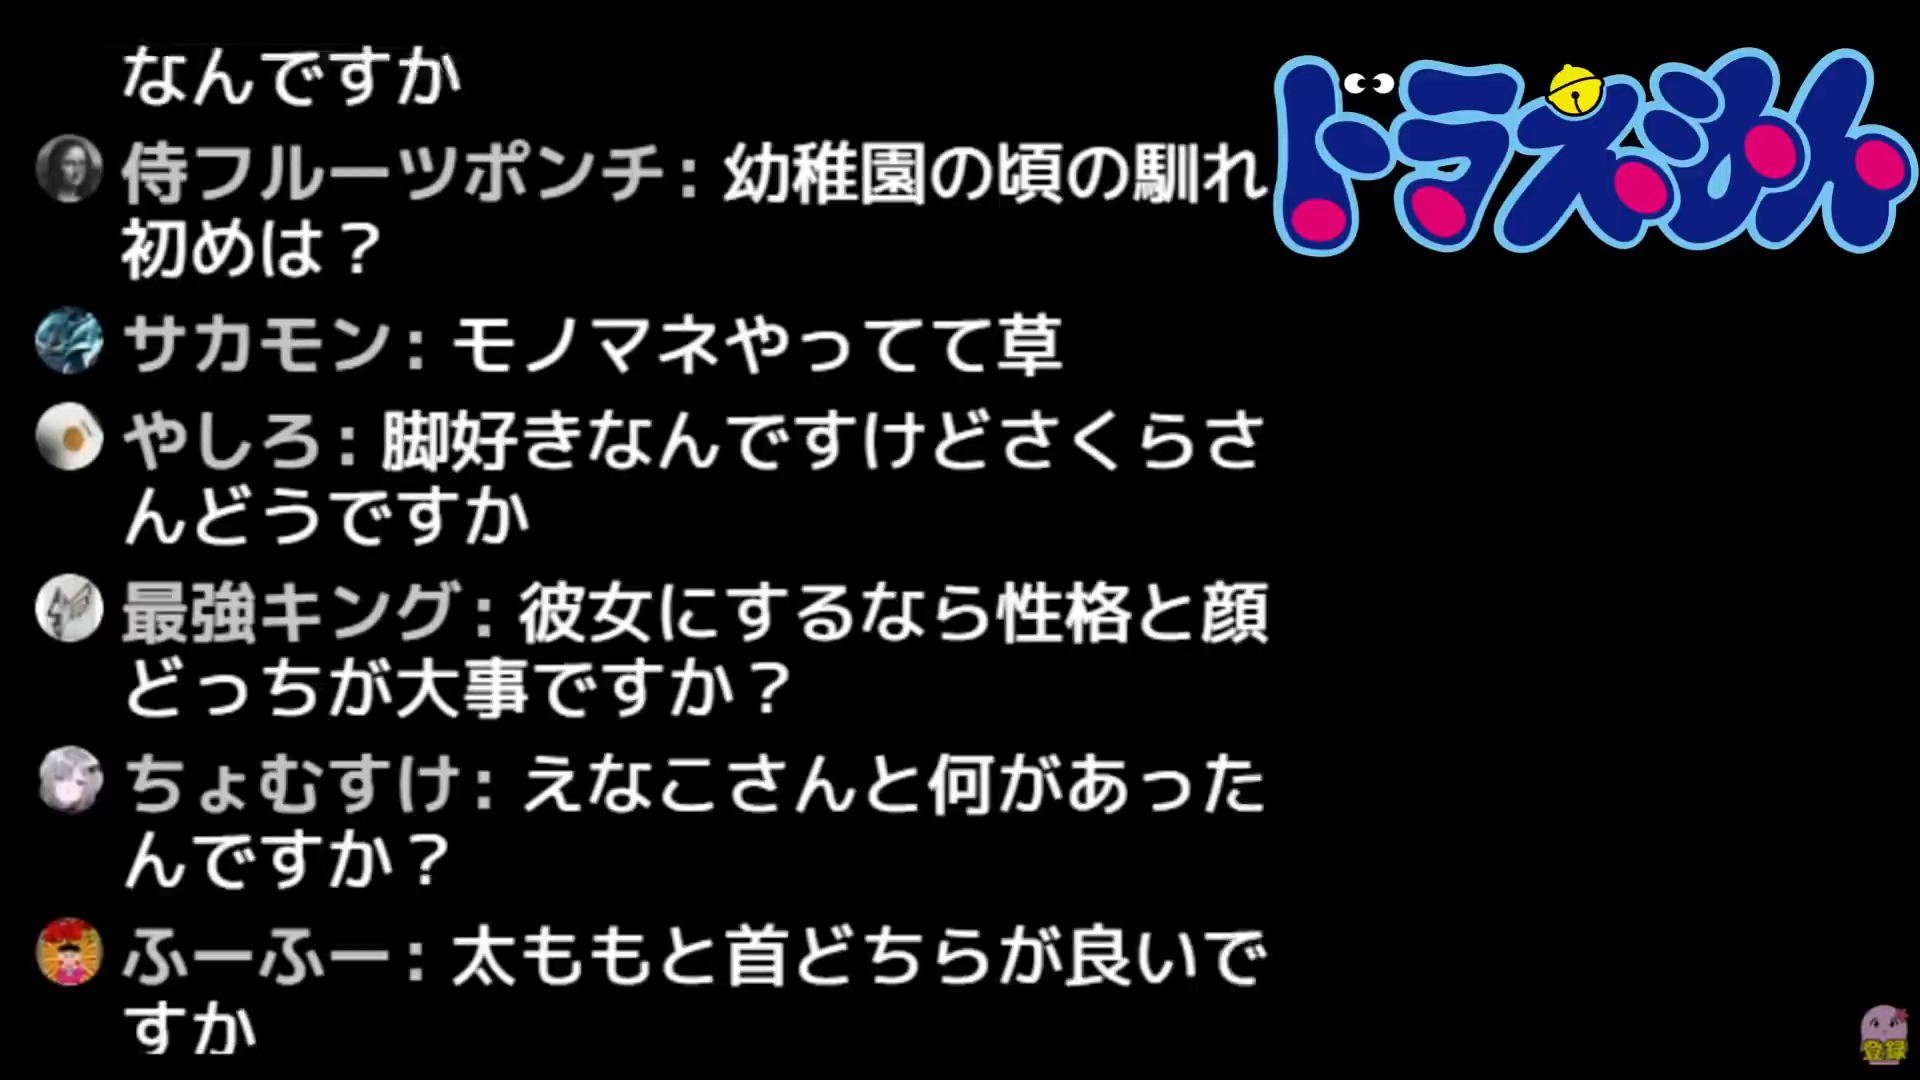 なんですか
ドラえもん
侍フルーツポンチ: 幼稚園の頃の馴れ
初めは？
サカモン: モノマネやってて草
やしろ: 脚好きなんですけどさくらさ
んどうですか
最強キング: 彼女にするなら性格と顔
どっちが大事ですか？
ちょむすけ: えなこさんと何があった
んですか？
ふーふー: 太ももと首どちらが良いで
すか
登録